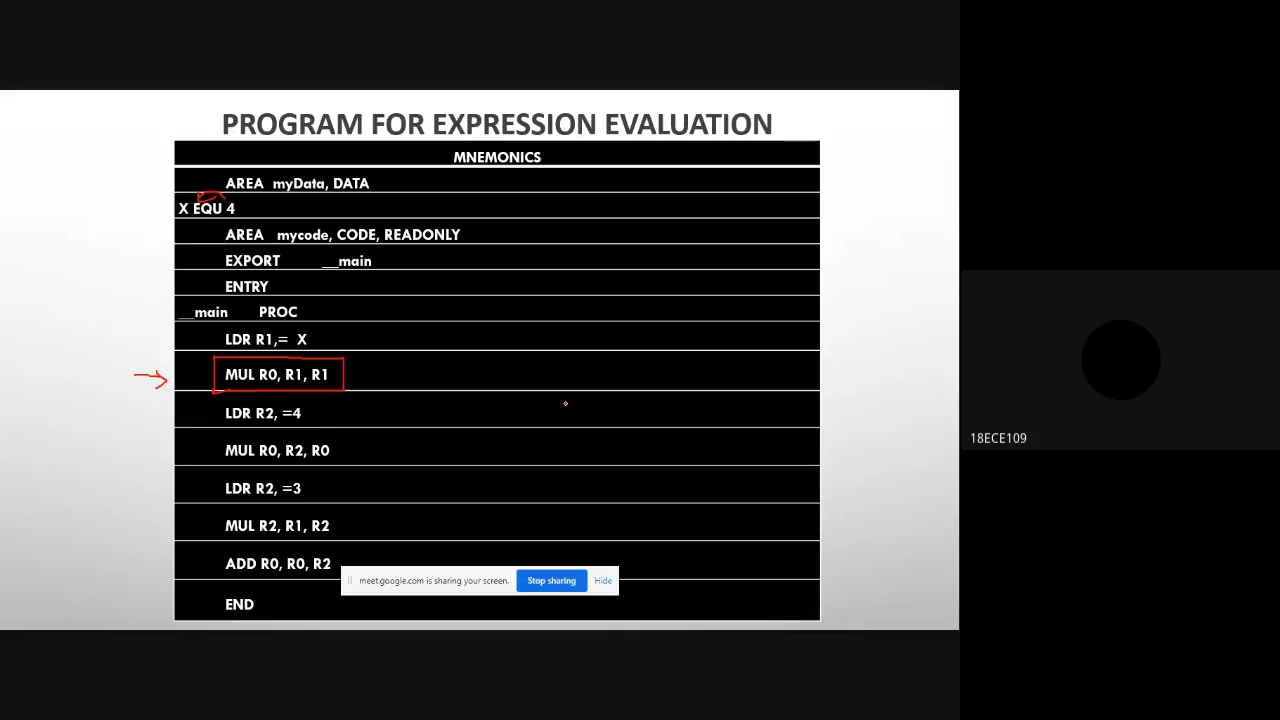 PROGRAM FOR EXPRESSION EVALUATION
MNEMONICS
AREA myData, DATA
X EQU 4
AREA mycode, CODE, READONLY
EXPORT __main
ENTRY
__main PROC
LDR R1,= X
MUL R0, R1, R1
LDR R2, =4
MUL R0, R2, R0
LDR R2, =3
MUL R2, R1, R2
ADD R0, R0, R2
meet.google.com is sharing your screen. Stop sharing Hide
END
18ECE109